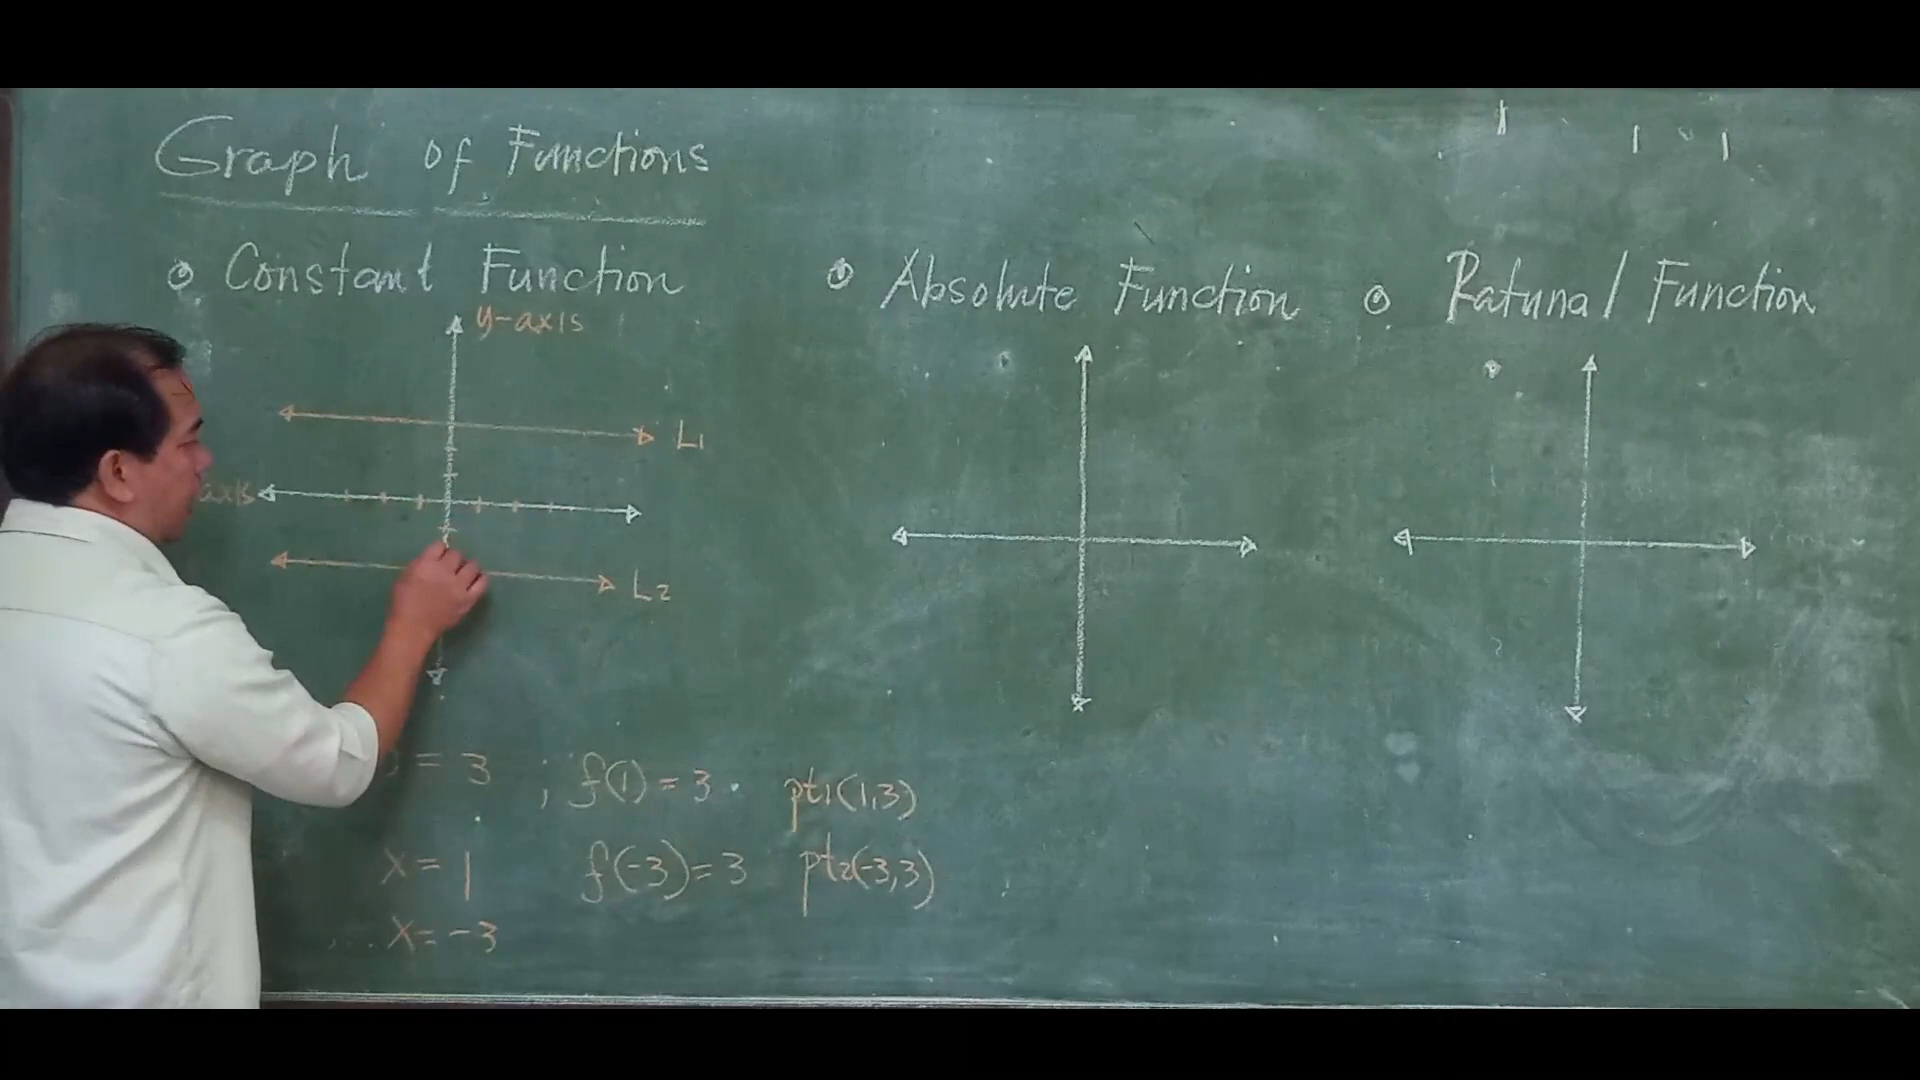 Graph of Functions
• Constant Function
y-axis
L1
axis
L2
= 3 ; f(1) = 3 pt1(1,3)
x = 1 f(-3) = 3 pt2(-3,3)
x = -3
• Absolute Function
• Rational Function